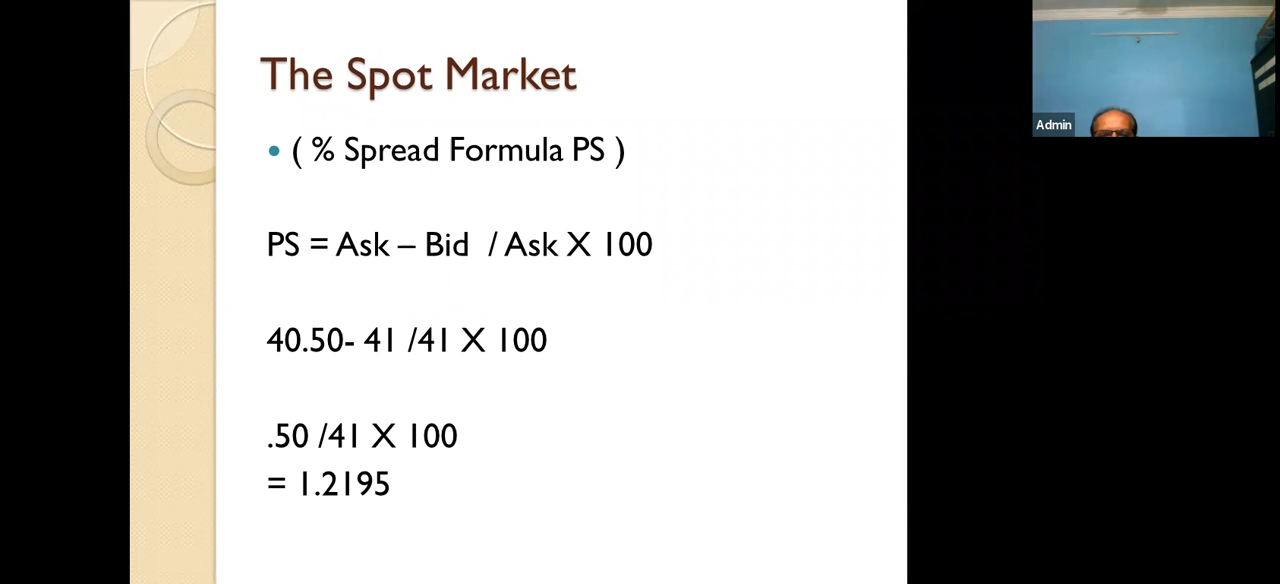 The Spot Market
( % Spread Formula PS )
PS = Ask – Bid / Ask X 100
40.50- 41 /41 X 100
.50 /41 X 100
= 1.2195
Admin